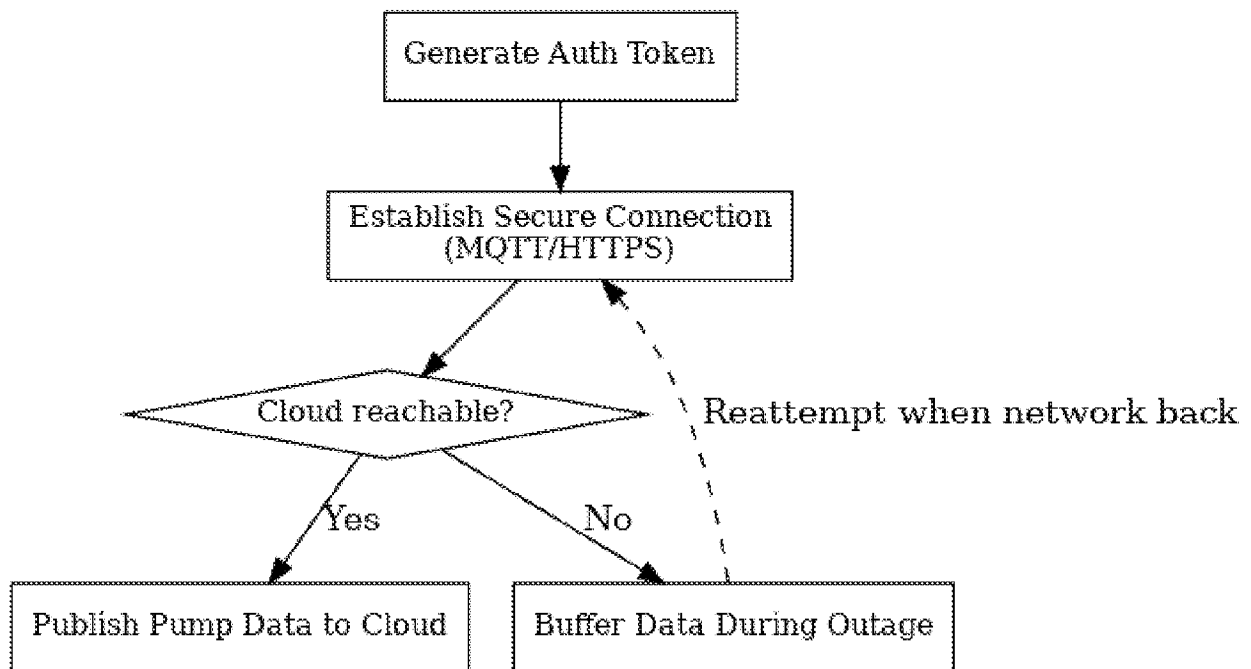 Generate Auth Token
Establish Secure Connection
(MQTT/HTTPS)
Cloud reachable?
Reattempt when network back
Yes
No
Publish Pump Data to Cloud
Buffer Data During Outage